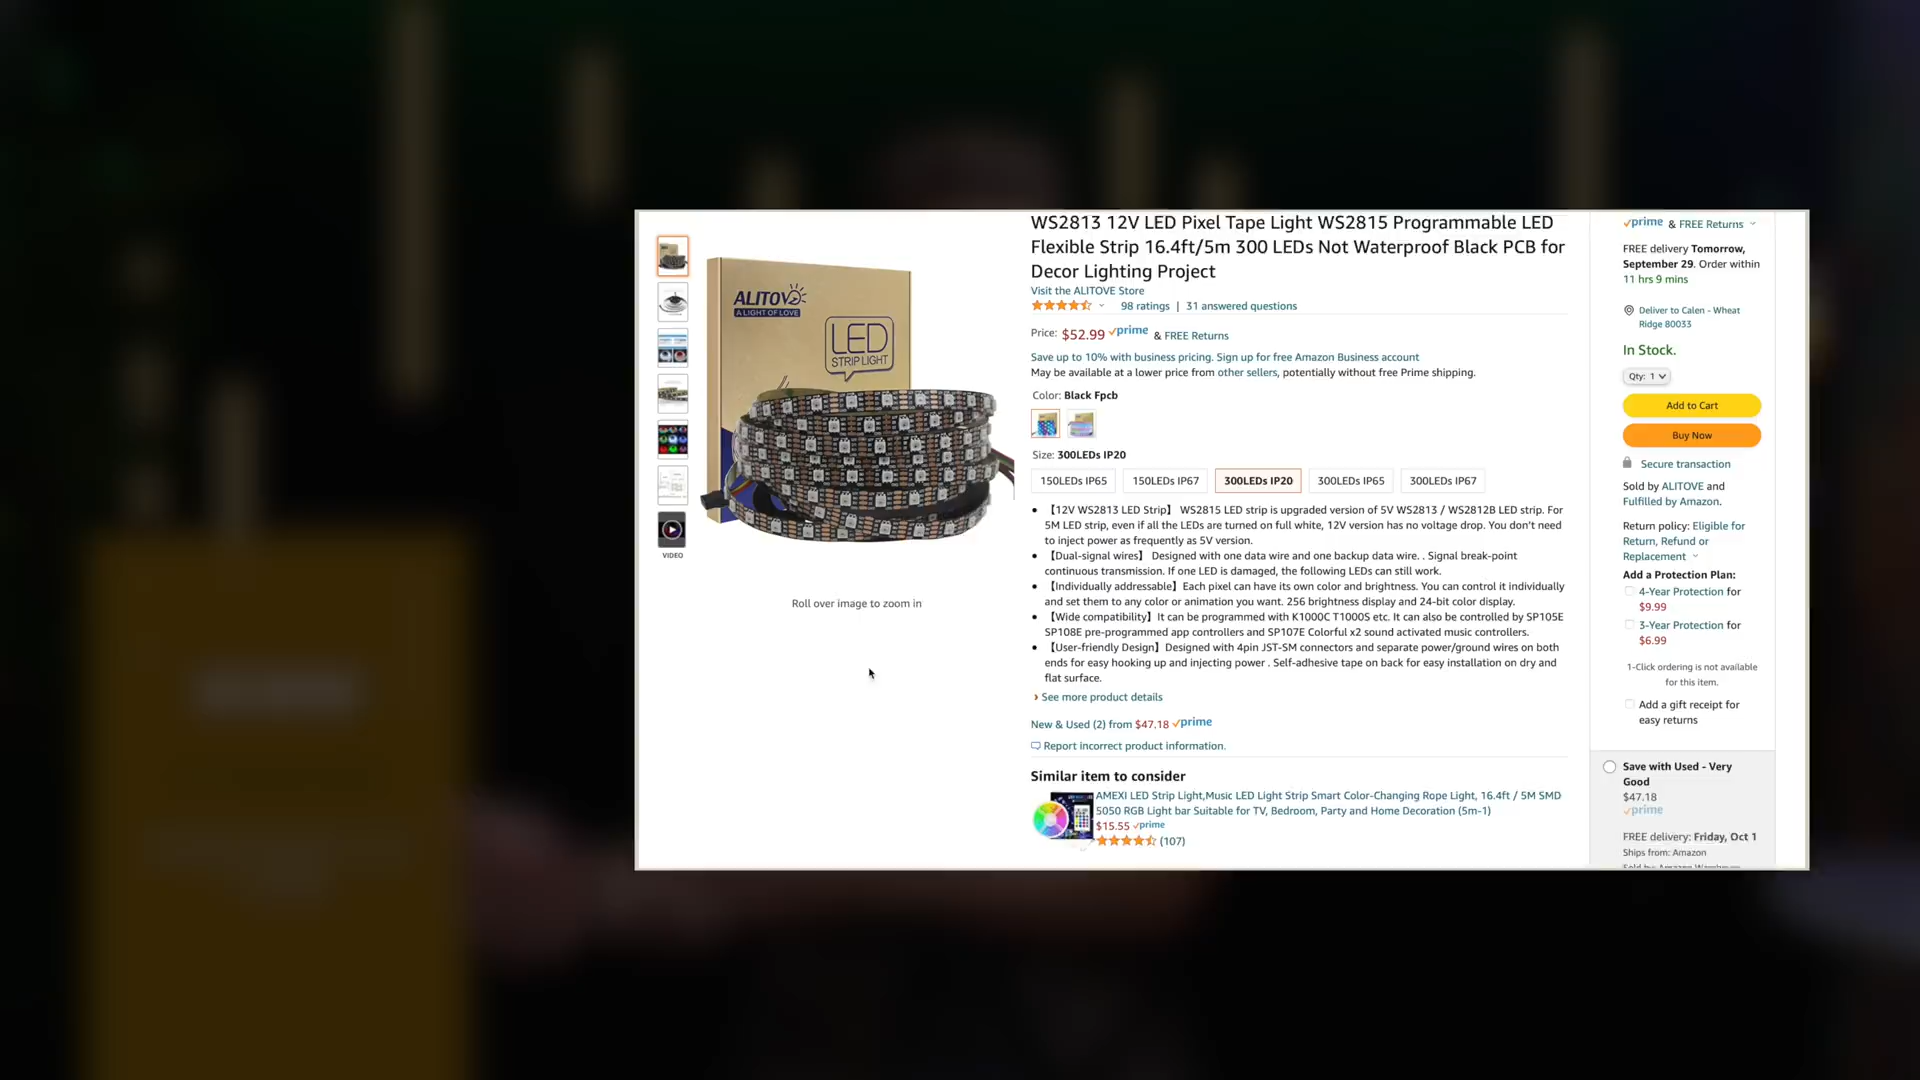 WS2813 12V LED Pixel Tape Light WS2815 Programmable LED
Flexible Strip 16.4ft/5m 300 LEDs Not Waterproof Black PCB for
Decor Lighting Project
Visit the ALITOVE Store
98 ratings | 31 answered questions
Price: $52.99 prime & FREE Returns
Save up to 10% with business pricing. Sign up for free Amazon Business account
May be available at a lower price from other sellers, potentially without free Prime shipping.
Color: Black Fpcb
Size: 300LEDs IP20
150LEDs IP65 150LEDs IP67 300LEDs IP20 300LEDs IP65 300LEDs IP67
• 【12V WS2813 LED Strip】 WS2815 LED strip is upgraded version of 5V WS2813 / WS2812B LED strip. For
5M LED strip, even if all the LEDs are turned on full white, 12V version has no voltage drop. You don't need
to inject power as frequently as 5V version.
• 【Dual-signal wires】 Designed with one data wire and one backup data wire. . Signal break-point
continuous transmission. If one LED is damaged, the following LEDs can still work.
• 【Individually addressable】Each pixel can have its own color and brightness. You can control it individually
and set them to any color or animation you want. 256 brightness display and 24-bit color display.
• 【Wide compatibility】It can be programmed with K1000C T1000S etc. It can also be controlled by SP105E
SP108E pre-programmed app controllers and SP107E Colorful x2 sound activated music controllers.
• 【User-friendly Design】Designed with 4pin JST-SM connectors and separate power/ground wires on both
ends for easy hooking up and injecting power . Self-adhesive tape on back for easy installation on dry and
flat surface.
› See more product details
New & Used (2) from $47.18 prime
Report incorrect product information.
Similar item to consider
AMEXI LED Strip Light,Music LED Light Strip Smart Color-Changing Rope Light, 16.4ft / 5M SMD
5050 RGB Light bar Suitable for TV, Bedroom, Party and Home Decoration (5m-1)
$15.55 prime
(107)
ALITOVE
A LIGHT OF LOVE
LED
STRIP LIGHT
VIDEO
Roll over image to zoom in
prime & FREE Returns
FREE delivery Tomorrow,
September 29. Order within
11 hrs 9 mins
Deliver to Calen - Wheat
Ridge 80033
In Stock.
Qty: 1
Add to Cart
Buy Now
Secure transaction
Sold by ALITOVE and
Fulfilled by Amazon.
Return policy: Eligible for
Return, Refund or
Replacement
Add a Protection Plan:
4-Year Protection for
$9.99
3-Year Protection for
$6.99
1-Click ordering is not available
for this item.
Add a gift receipt for
easy returns
Save with Used - Very
Good
$47.18
prime
FREE delivery: Friday, Oct 1
Ships from: Amazon